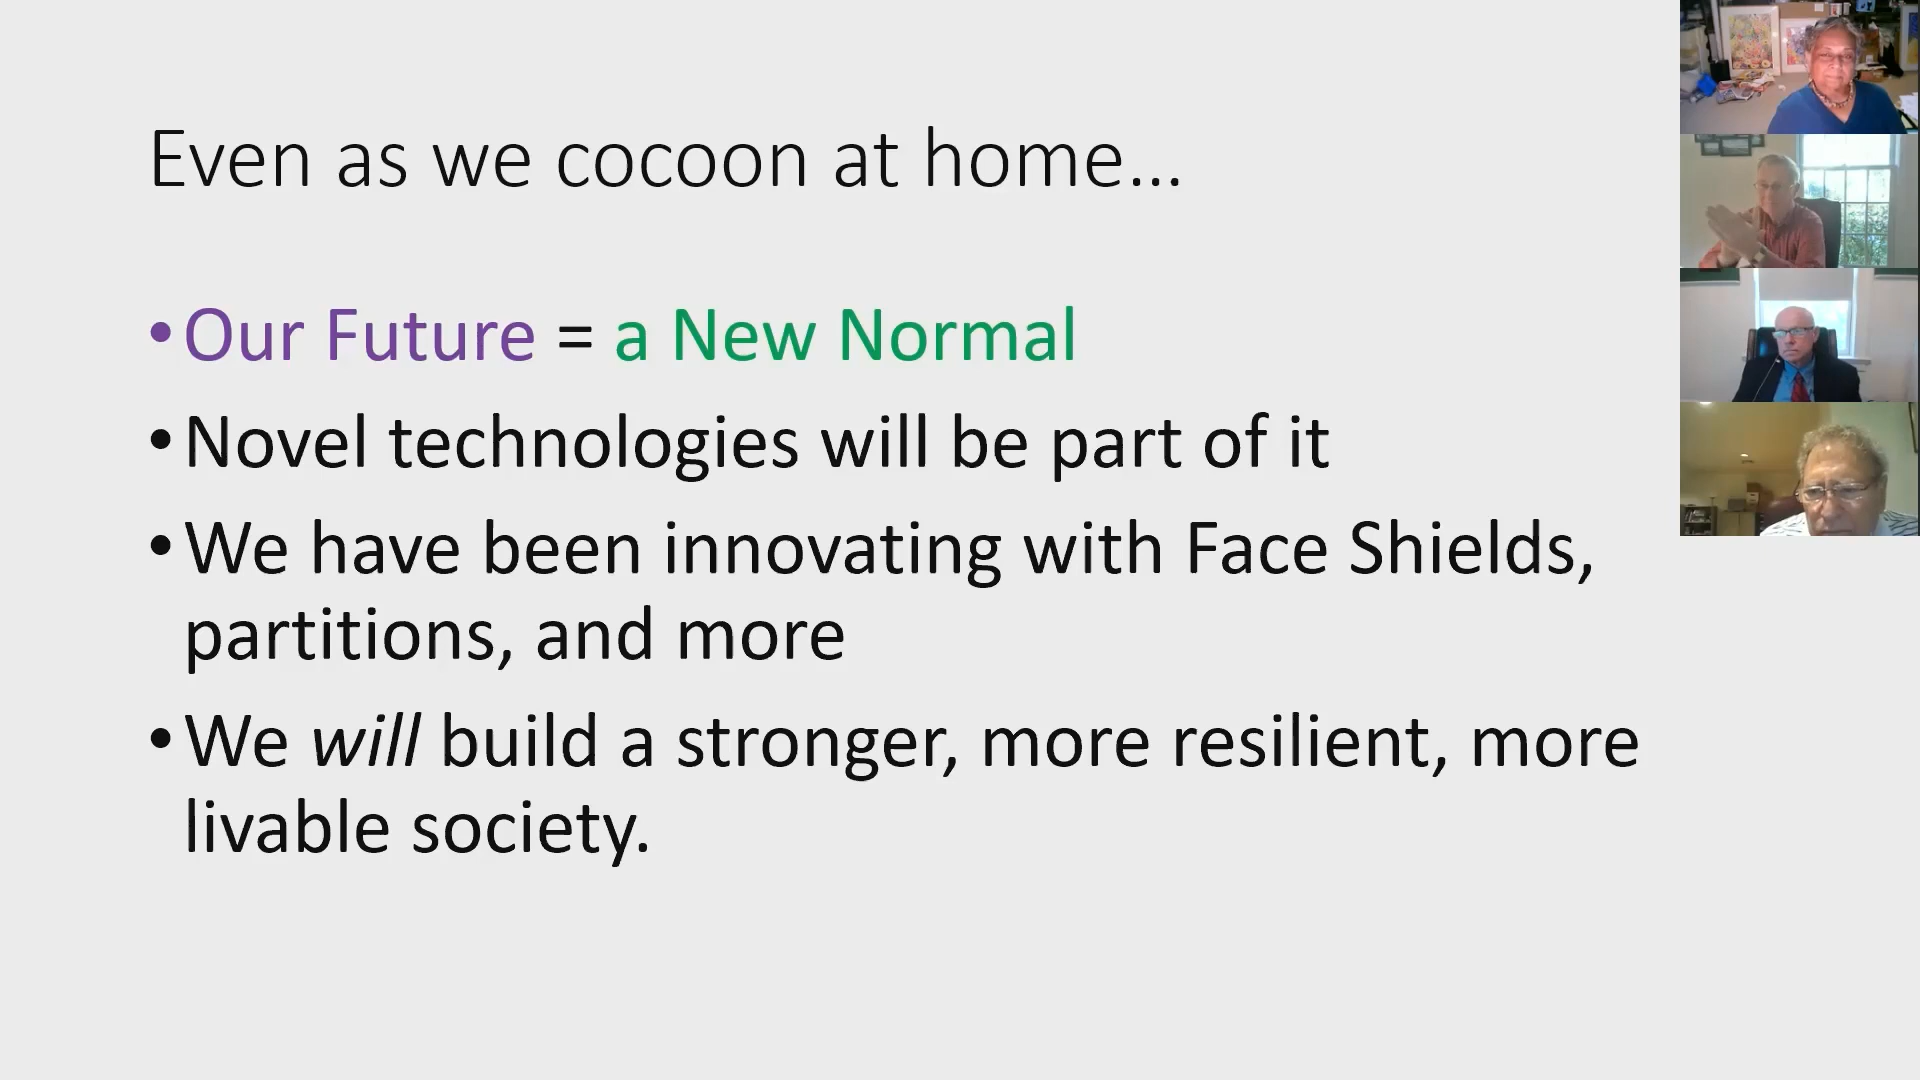 Even as we cocoon at home...
•Our Future = a New Normal
•Novel technologies will be part of it
•We have been innovating with Face Shields,
partitions, and more
•We will build a stronger, more resilient, more
livable society.